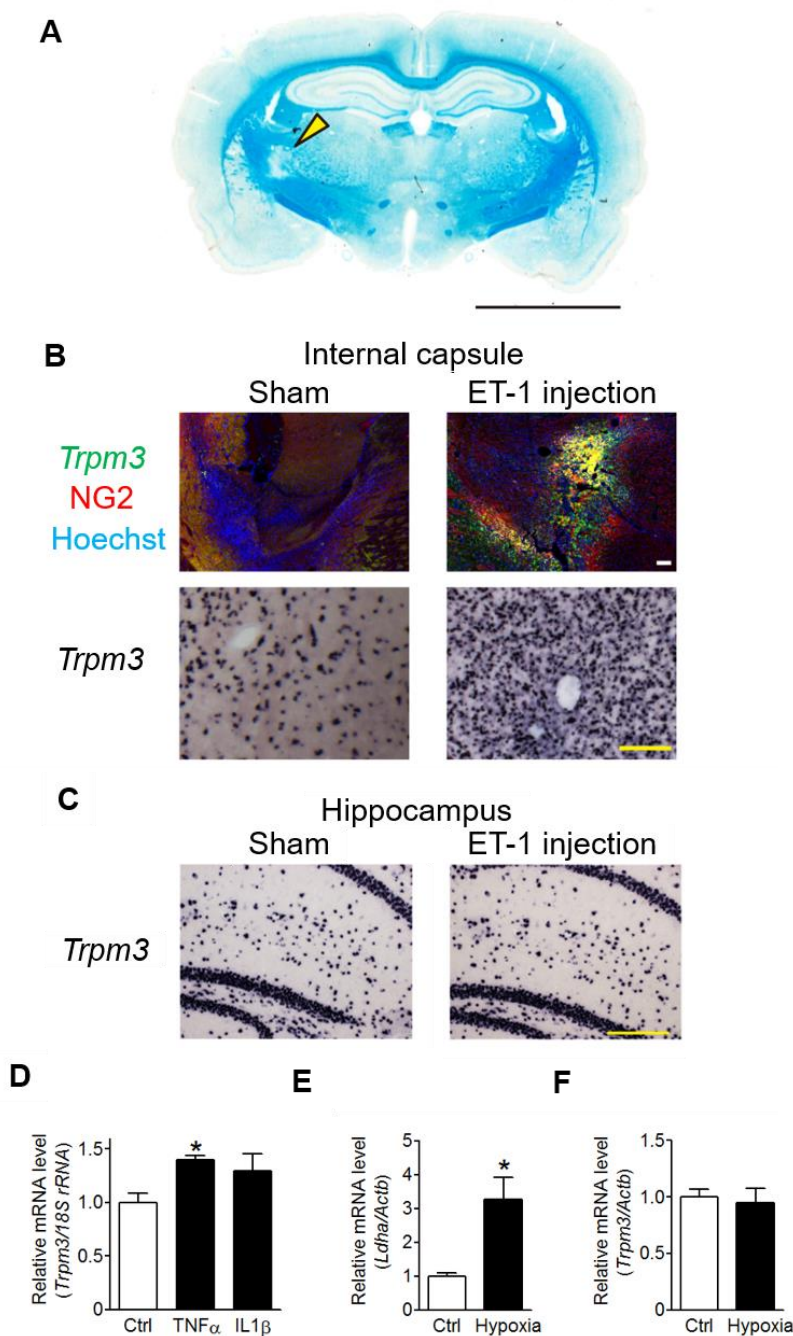 A
B
Internal capsule
Sham
ET-1 injection
Trpm3
NG2
Hoechst
Trpm3
C
Hippocampus
Sham
ET-1 injection
Trpm3
D
E
F
Relative mRNA level
(Trpm3/18S rRNA)
1.5
1.0
0.5
0
*
Ctrl
TNFα
IL1β
Relative mRNA level
(Ldha/Actb)
5
4
3
2
1
0
*
Ctrl
Hypoxia
Relative mRNA level
(Trpm3/Actb)
1.5
1.0
0.5
0
Ctrl
Hypoxia